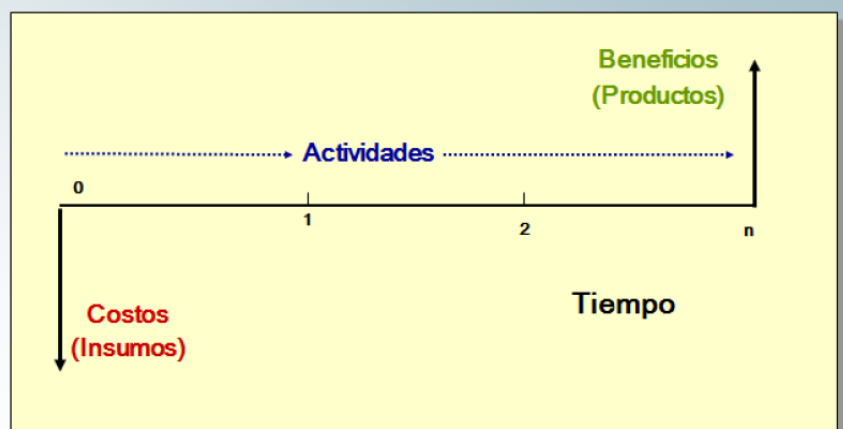 Beneficios
(Productos)
Actividades
0
1
2
n
Tiempo
Costos
(Insumos)